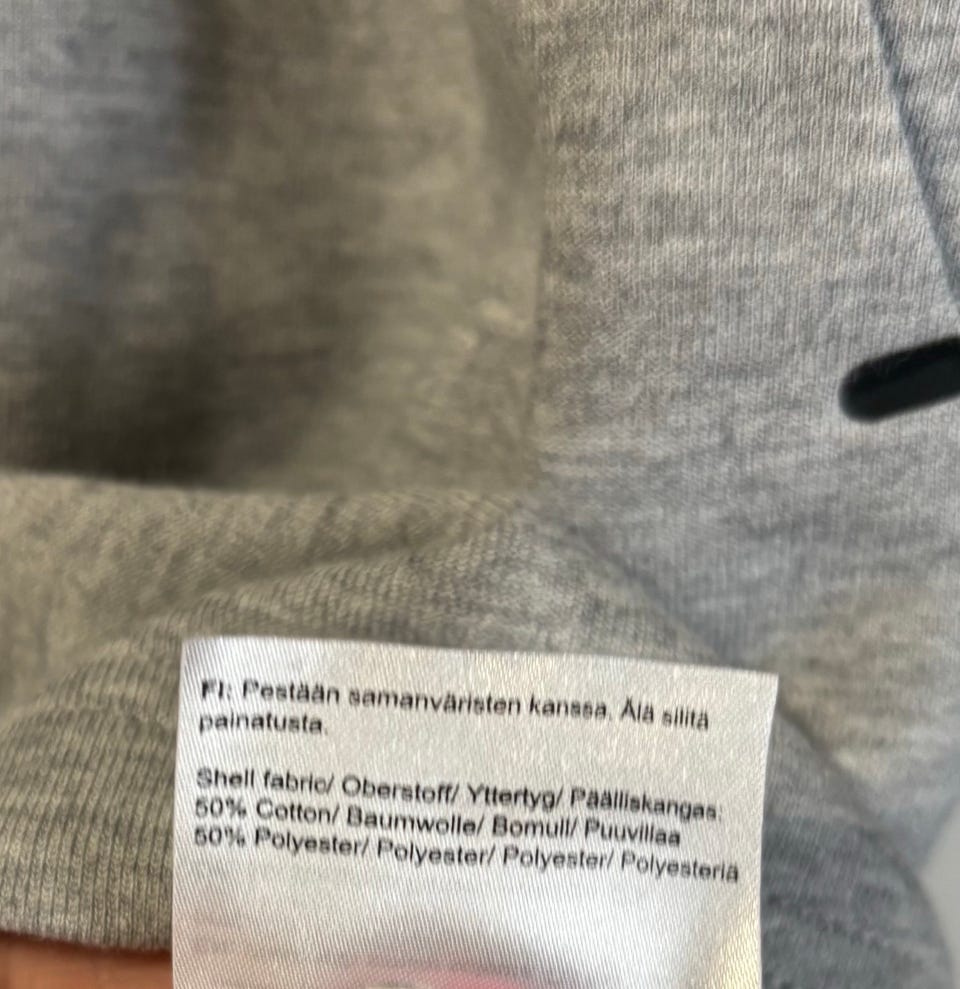 FI: Pestään samanväristen kanssa. Älä silitä
painatusta.
Shell fabric/ Oberstoff/ Yttertyg/ Päälliskangas
50% Cotton/ Baumwolle/ Bomull/ Puuvillaa
50% Polyester/ Polyester/ Polyester/ Polyesteriä